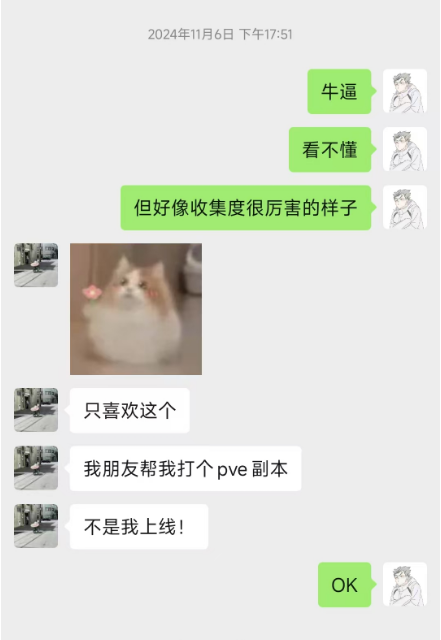 2024年11月6日 下午17:51
牛逼
看不懂
但好像收集度很厉害的样子
只喜欢这个
我朋友帮我打个pve副本
不是我上线！
OK